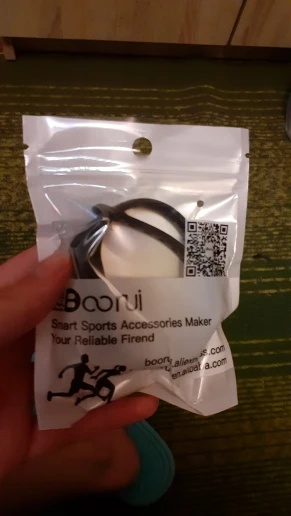 Boorui
Smart Sports Accessories Maker
Your Reliable Firend